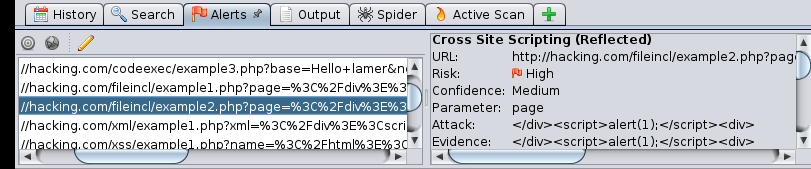 History Search Alerts Output Spider Active Scan
//hacking.com/codeexec/example3.php?base=Hello+lamer&
//hacking.com/fileincl/example1.php?page=%3C%2Fdiv%3E%3
//hacking.com/fileincl/example2.php?page=%3C%2Fdiv%3E%3
//hacking.com/xml/example1.php?xml=%3C%2Fdiv%3E%3Cscri
//hacking.com/xss/example1.php?name=%3C%2Fhtml%3E%3C
Cross Site Scripting (Reflected)
URL: http://hacking.com/fileincl/example2.php?page
Risk: High
Confidence: Medium
Parameter: page
Attack: </div><script>alert(1);</script><div>
Evidence: </div><script>alert(1);</script><div>